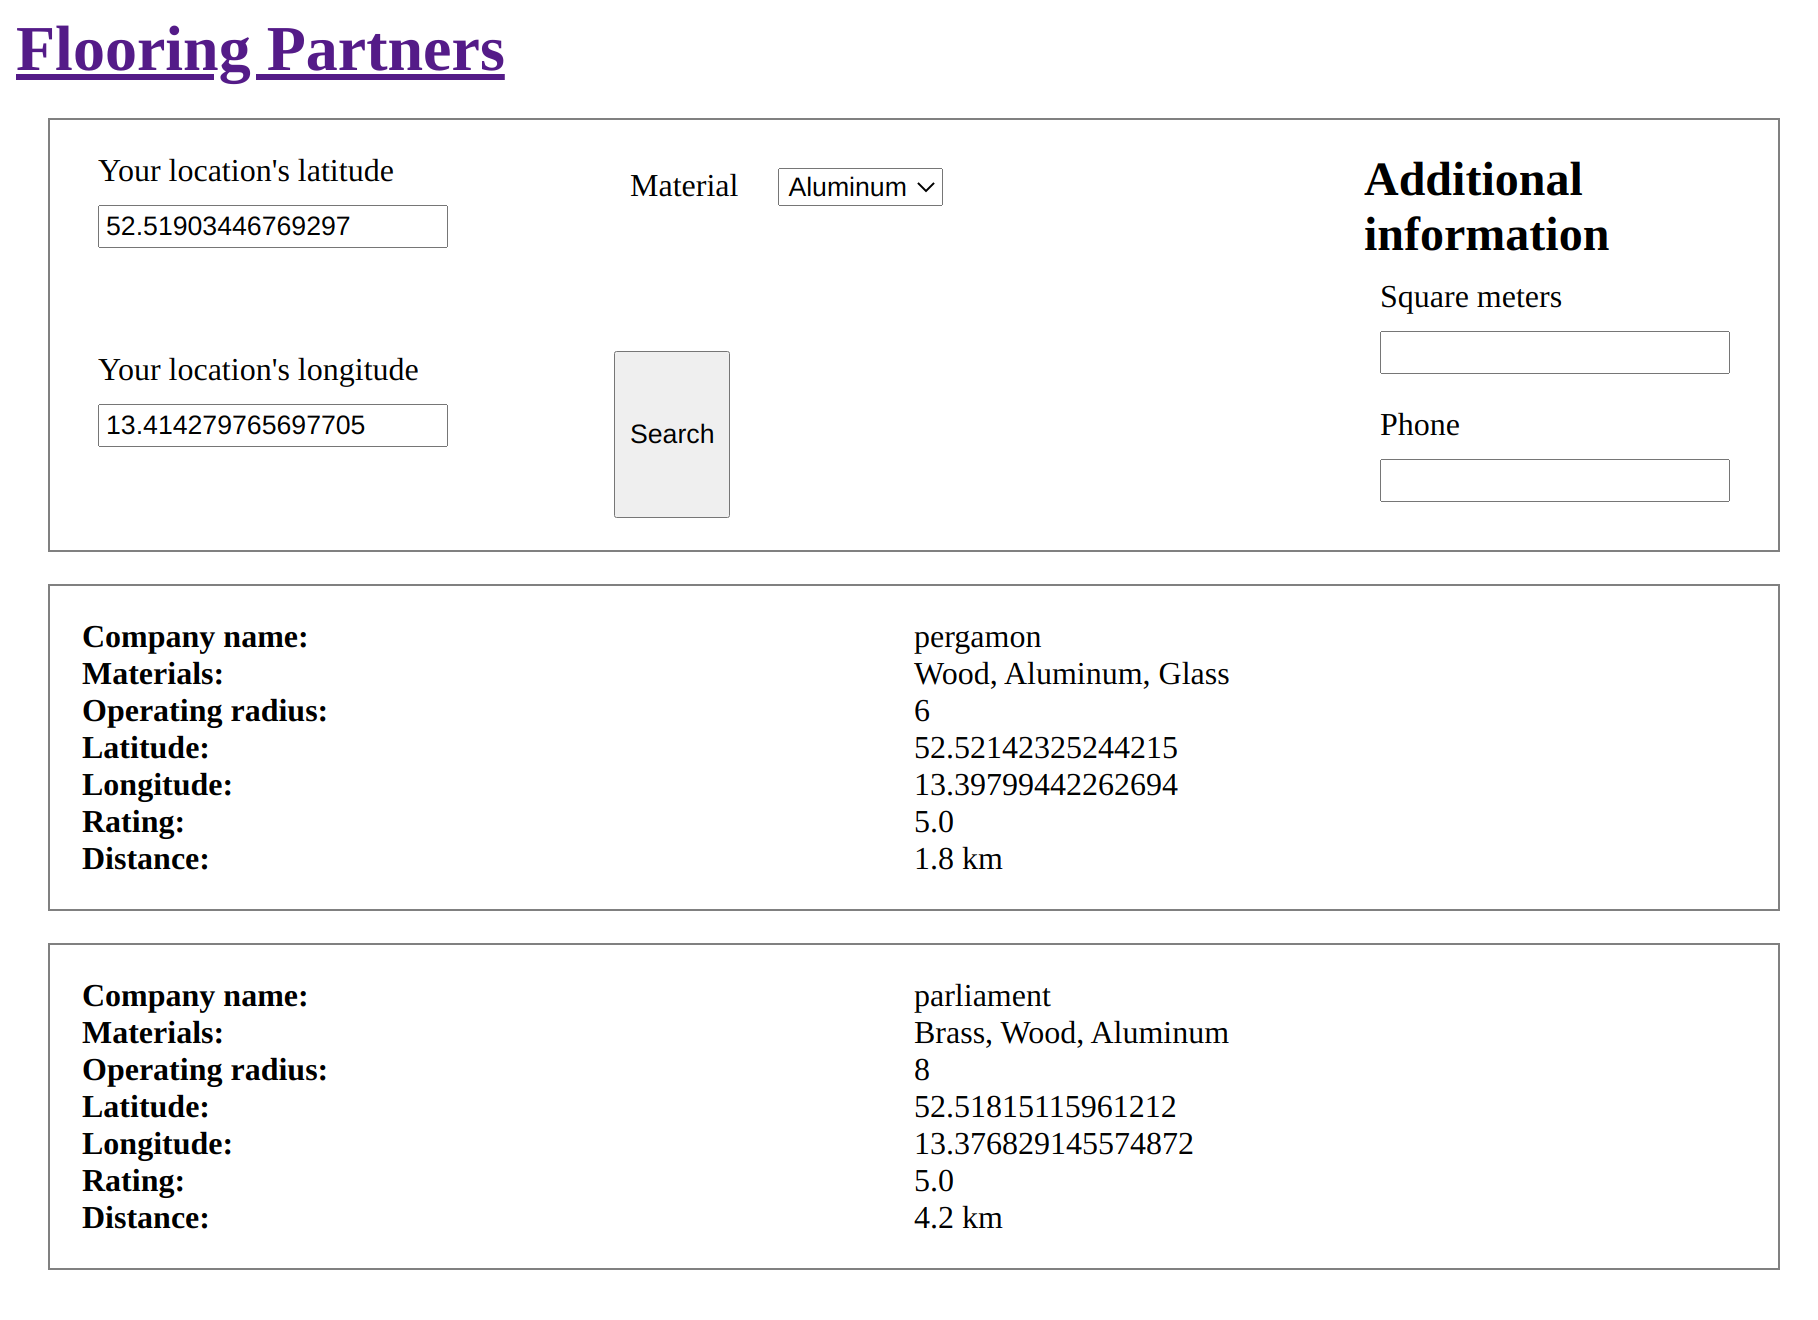 Flooring Partners
Your location's latitude
52.51903446769297
Material Aluminum
Your location's longitude
13.414279765697705
Search
Additional
information
Square meters
Phone
Company name: pergamon
Materials: Wood, Aluminum, Glass
Operating radius: 6
Latitude: 52.52142325244215
Longitude: 13.39799442262694
Rating: 5.0
Distance: 1.8 km
Company name: parliament
Materials: Brass, Wood, Aluminum
Operating radius: 8
Latitude: 52.51815115961212
Longitude: 13.376829145574872
Rating: 5.0
Distance: 4.2 km